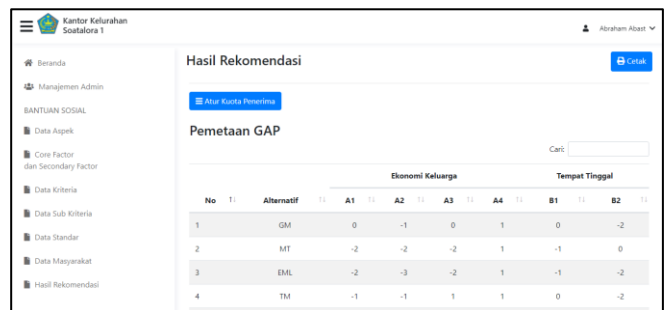 Kantor Kelurahan
Soatalora 1
Abraham Abast
Beranda
Manajemen Admin
BANTUAN SOSIAL
Data Aspek
Core Factor
dan Secondary Factor
Data Kriteria
Data Sub Kriteria
Data Standar
Data Masyarakat
Hasil Rekomendasi
Hasil Rekomendasi
Cetak
Atur Kuota Penerima
Pemetaan GAP
Cari:
Ekonomi Keluarga Tempat Tinggal
No Alternatif A1 A2 A3 A4 B1 B2
1 GM 0 -1 0 1 0 -2
2 MT -2 -2 -2 1 -1 0
3 EML -2 -3 -2 1 -1 -2
4 TM -1 -1 1 1 0 -2